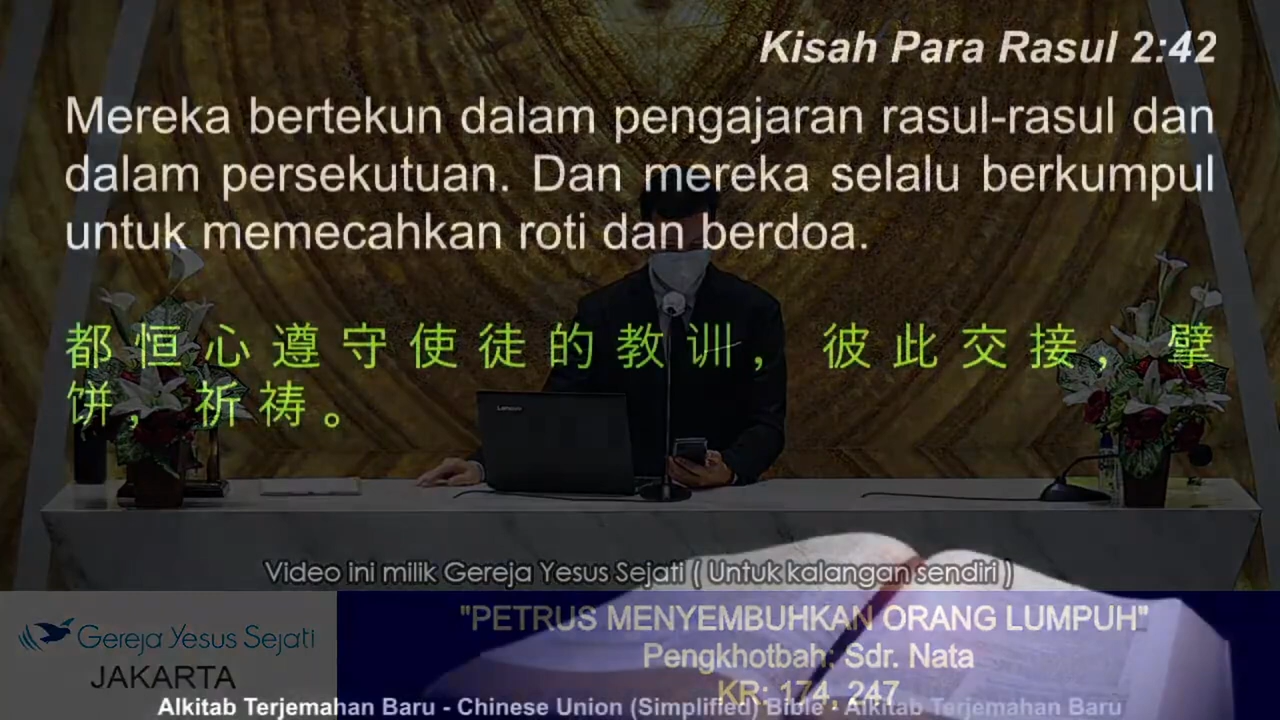 Kisah Para Rasul 2:42
Mereka bertekun dalam pengajaran rasul-rasul dan
dalam persekutuan. Dan mereka selalu berkumpul
untuk memecahkan roti dan berdoa.
都恒心遵守使徒的教训，彼此交接，擘
饼，祈祷。
Lenovo
Video ini milik Gereja Yesus Sejati ( Untuk kalangan sendiri )
Gereja Yesus Sejati
JAKARTA
"PETRUS MENYEMBUHKAN ORANG LUMPUH"
Pengkhotbah: Sdr. Nata
KR: 174, 247
Alkitab Terjemahan Baru - Chinese Union (Simplified) Bible - Alkitab Terjemahan Baru